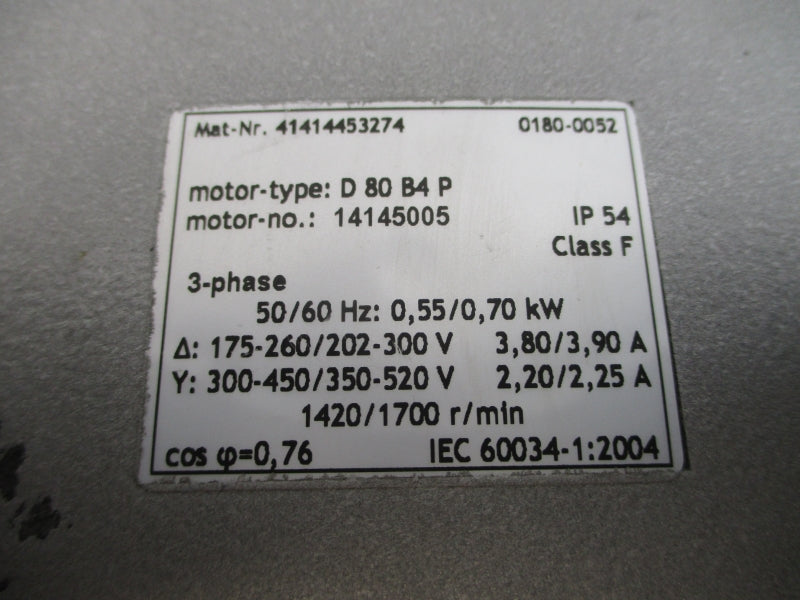 Mat-Nr. 41414453274 0180-0052
motor-type: D 80 B4 P
motor-no.: 14145005 IP 54
Class F
3-phase
50/60 Hz: 0,55/0,70 kW
Δ: 175-260/202-300 V 3,80/3,90 A
Y: 300-450/350-520 V 2,20/2,25 A
1420/1700 r/min
cos φ=0,76 IEC 60034-1:2004